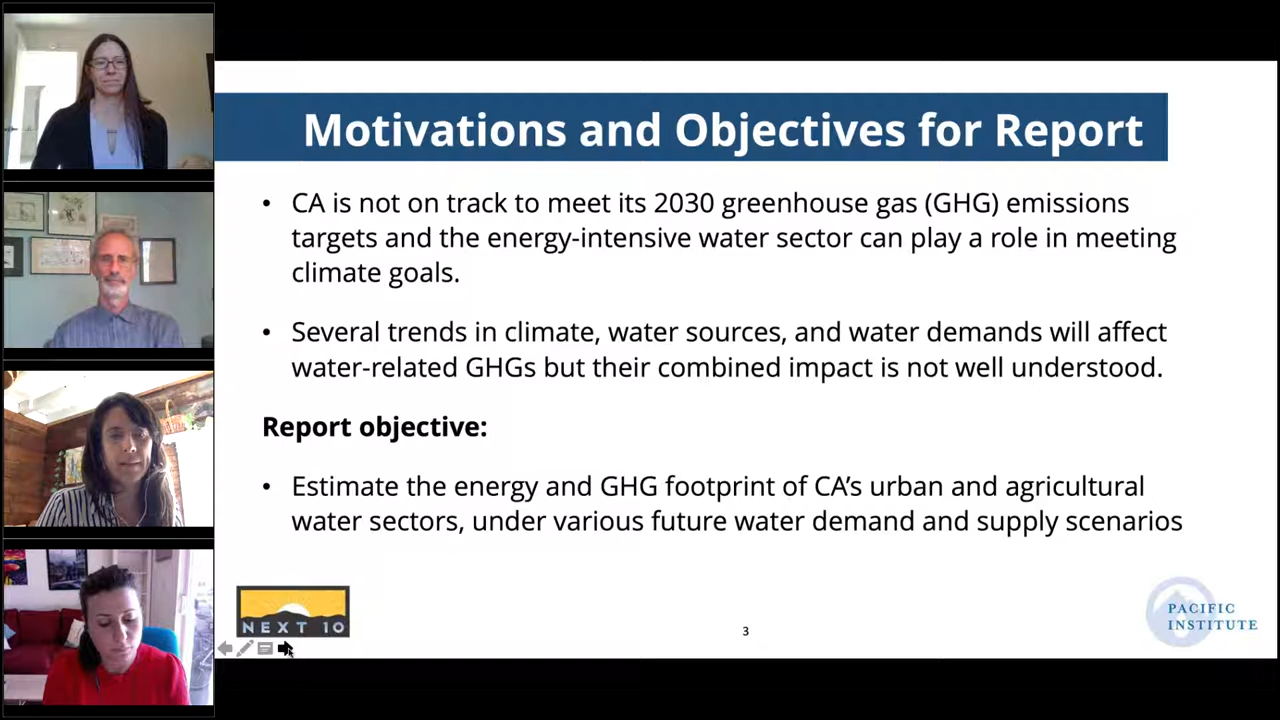 Motivations and Objectives for Report
• CA is not on track to meet its 2030 greenhouse gas (GHG) emissions
targets and the energy-intensive water sector can play a role in meeting
climate goals.
• Several trends in climate, water sources, and water demands will affect
water-related GHGs but their combined impact is not well understood.
Report objective:
• Estimate the energy and GHG footprint of CA’s urban and agricultural
water sectors, under various future water demand and supply scenarios
NEXT 10
3
PACIFIC
INSTITUTE